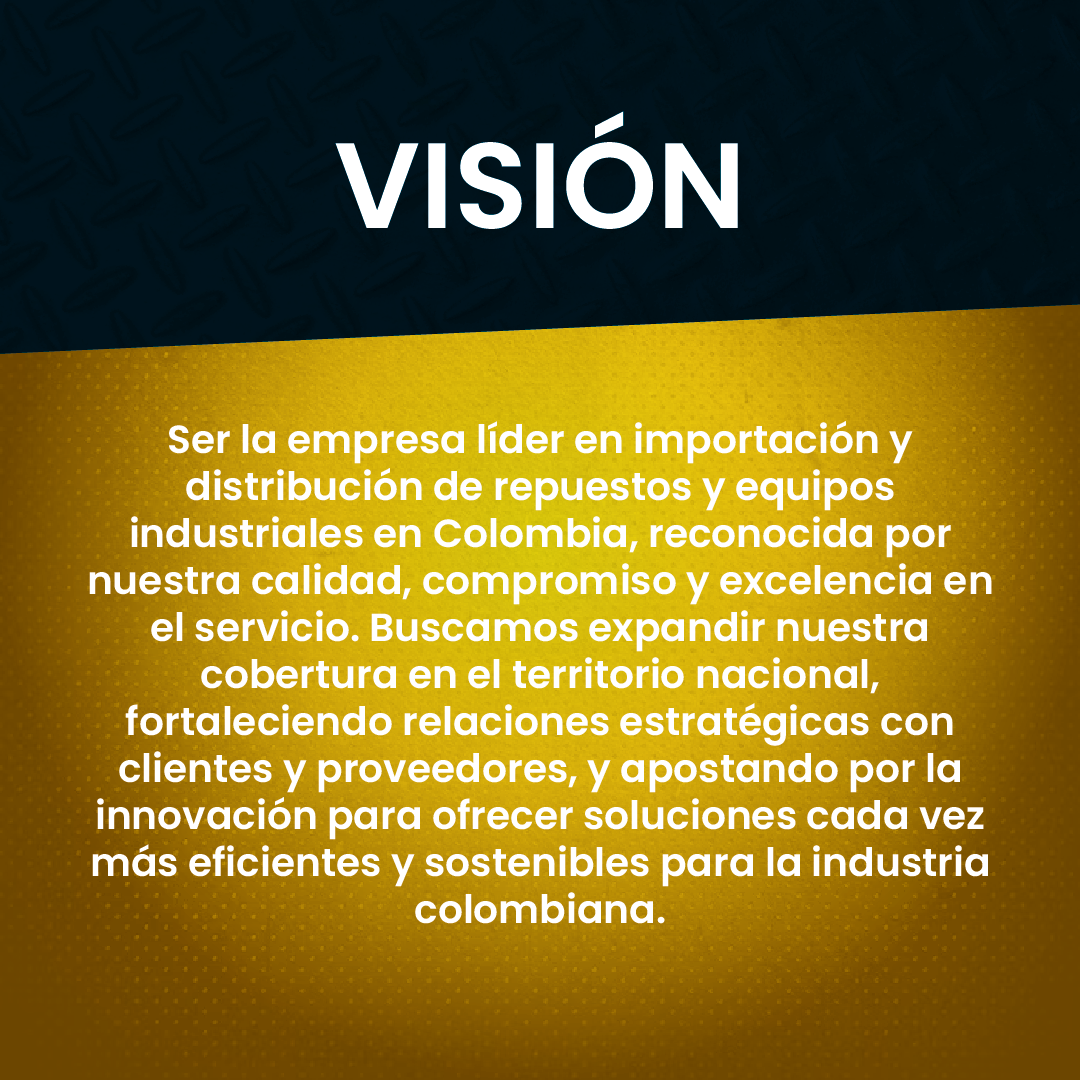 VISIÓN
Ser la empresa líder en importación y
distribución de repuestos y equipos
industriales en Colombia, reconocida por
nuestra calidad, compromiso y excelencia en
el servicio. Buscamos expandir nuestra
cobertura en el territorio nacional,
fortaleciendo relaciones estratégicas con
clientes y proveedores, y apostando por la
innovación para ofrecer soluciones cada vez
más eficientes y sostenibles para la industria
colombiana.